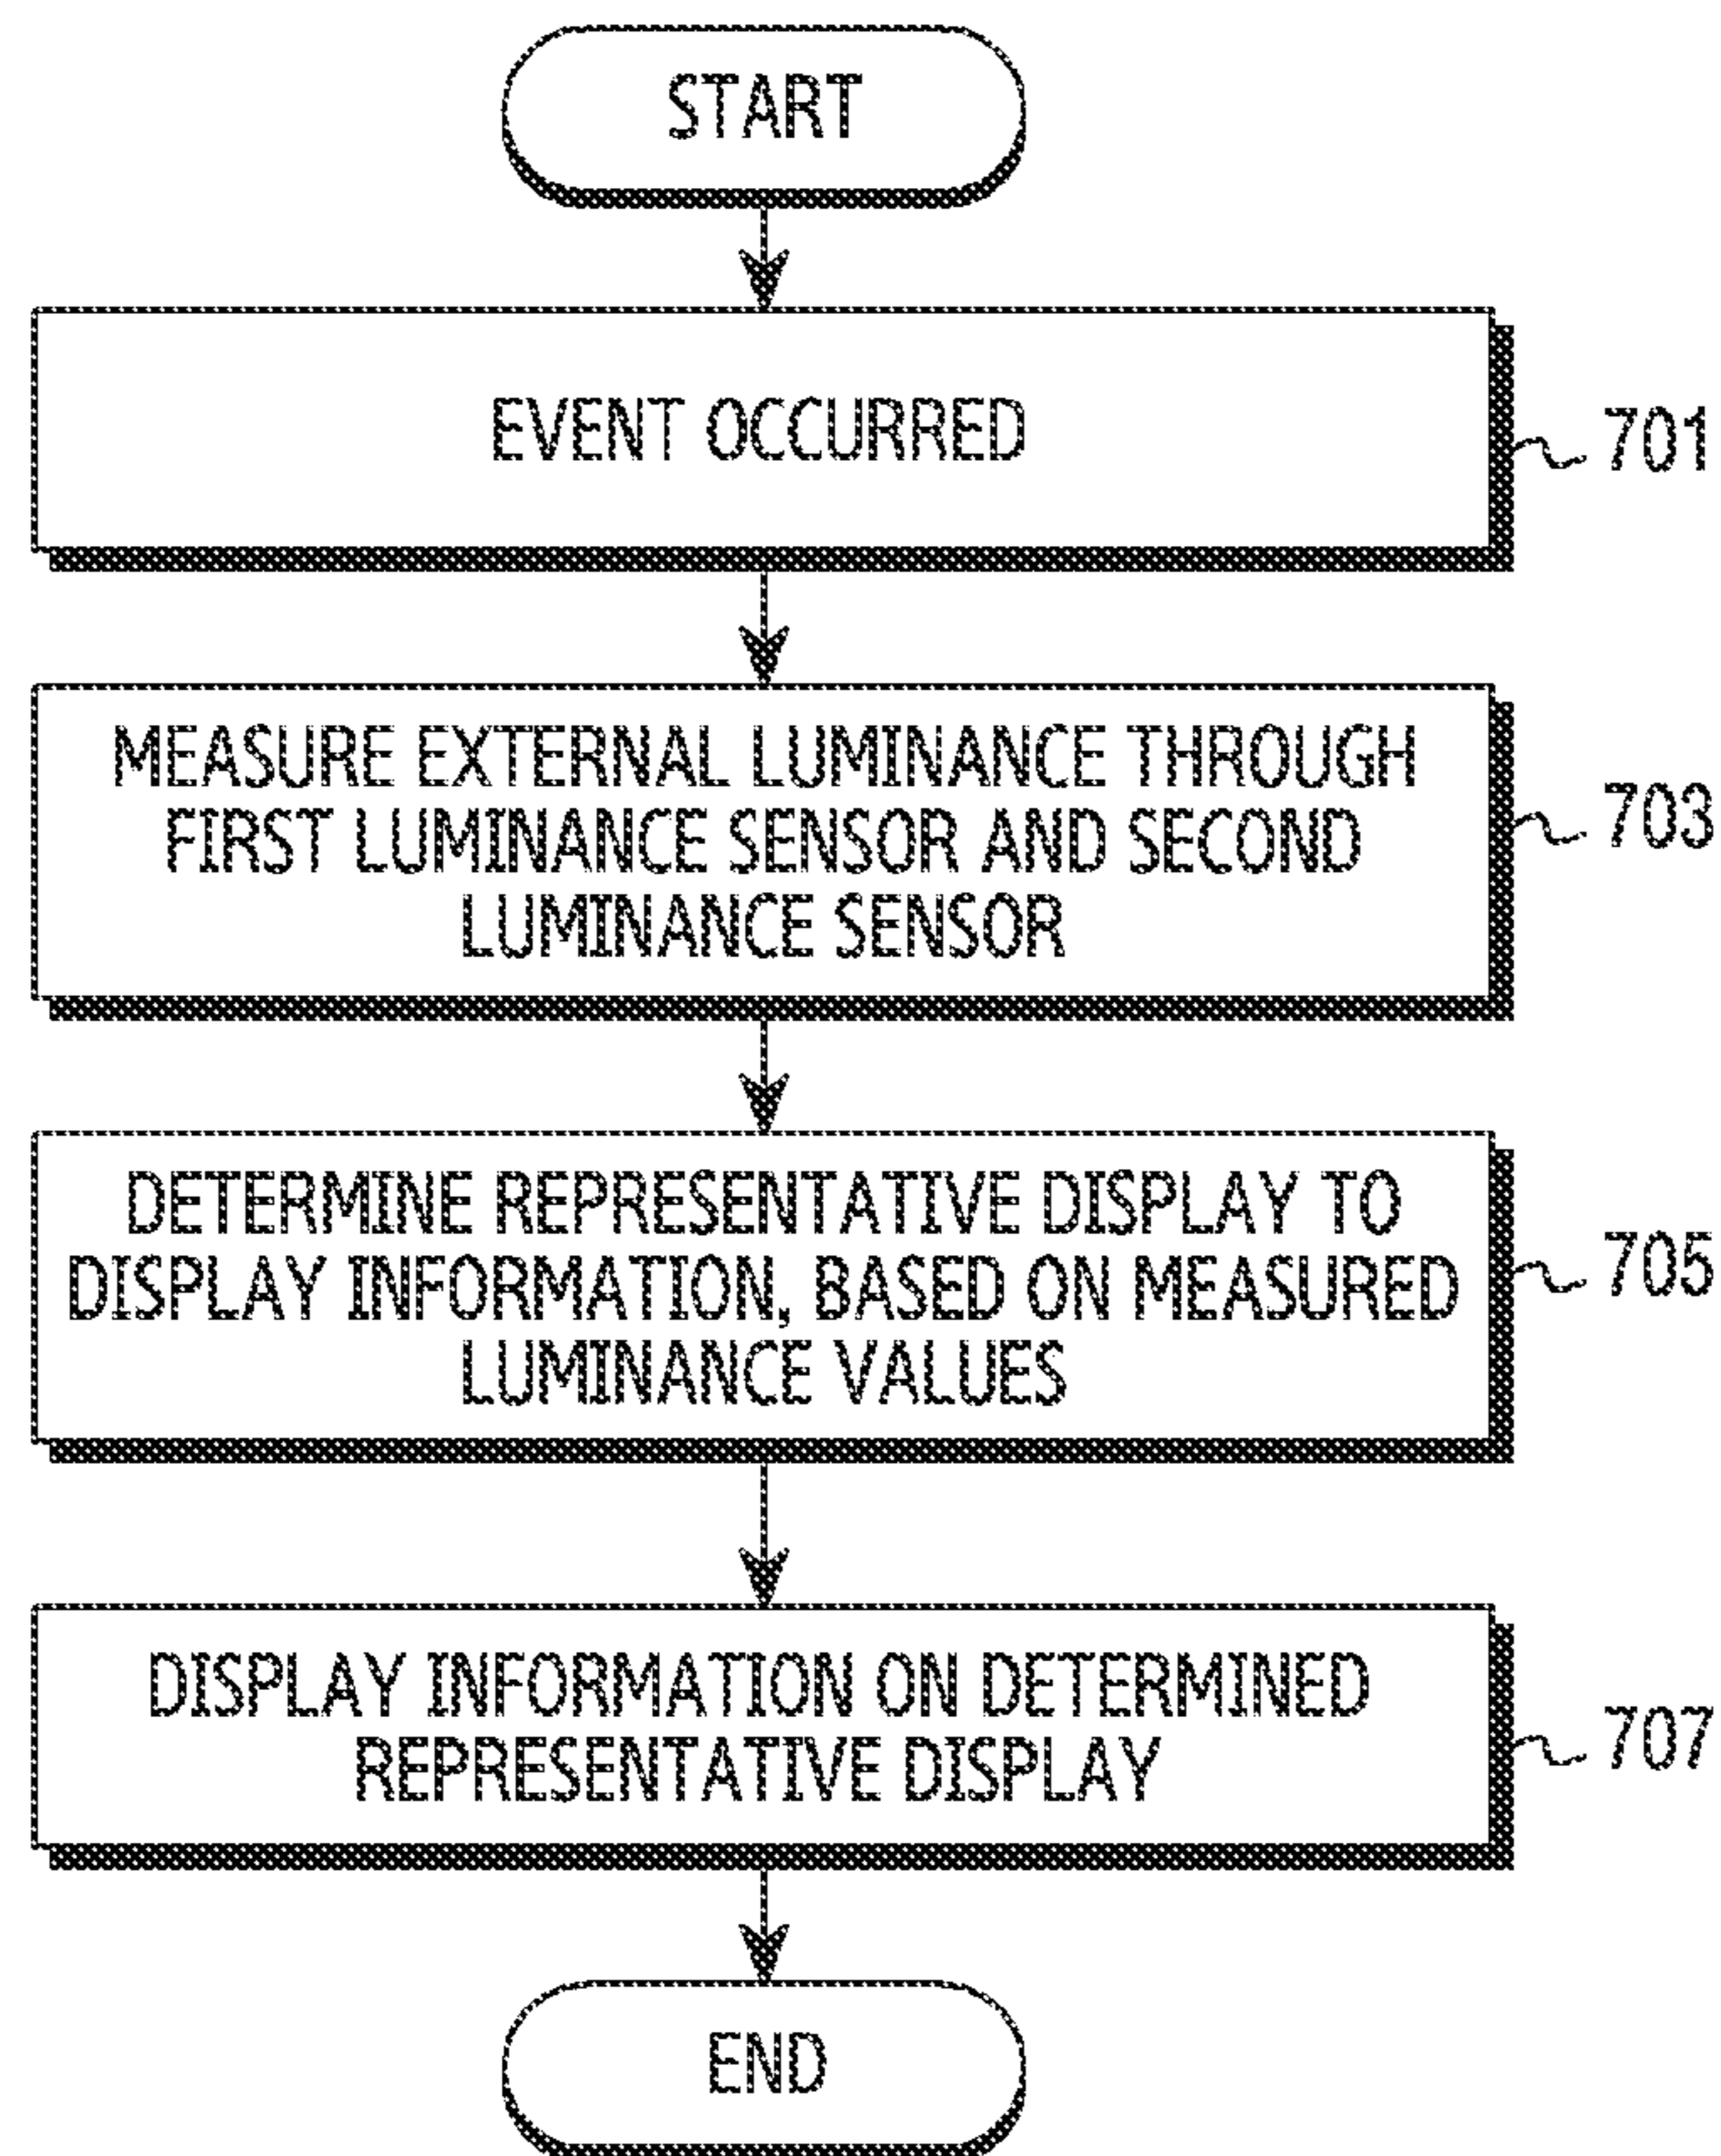 START
EVENT OCCURRED
701
MEASURE EXTERNAL LUMINANCE THROUGH
FIRST LUMINANCE SENSOR AND SECOND
LUMINANCE SENSOR
703
DETERMINE REPRESENTATIVE DISPLAY TO
DISPLAY INFORMATION, BASED ON MEASURED
LUMINANCE VALUES
705
DISPLAY INFORMATION ON DETERMINED
REPRESENTATIVE DISPLAY
707
END